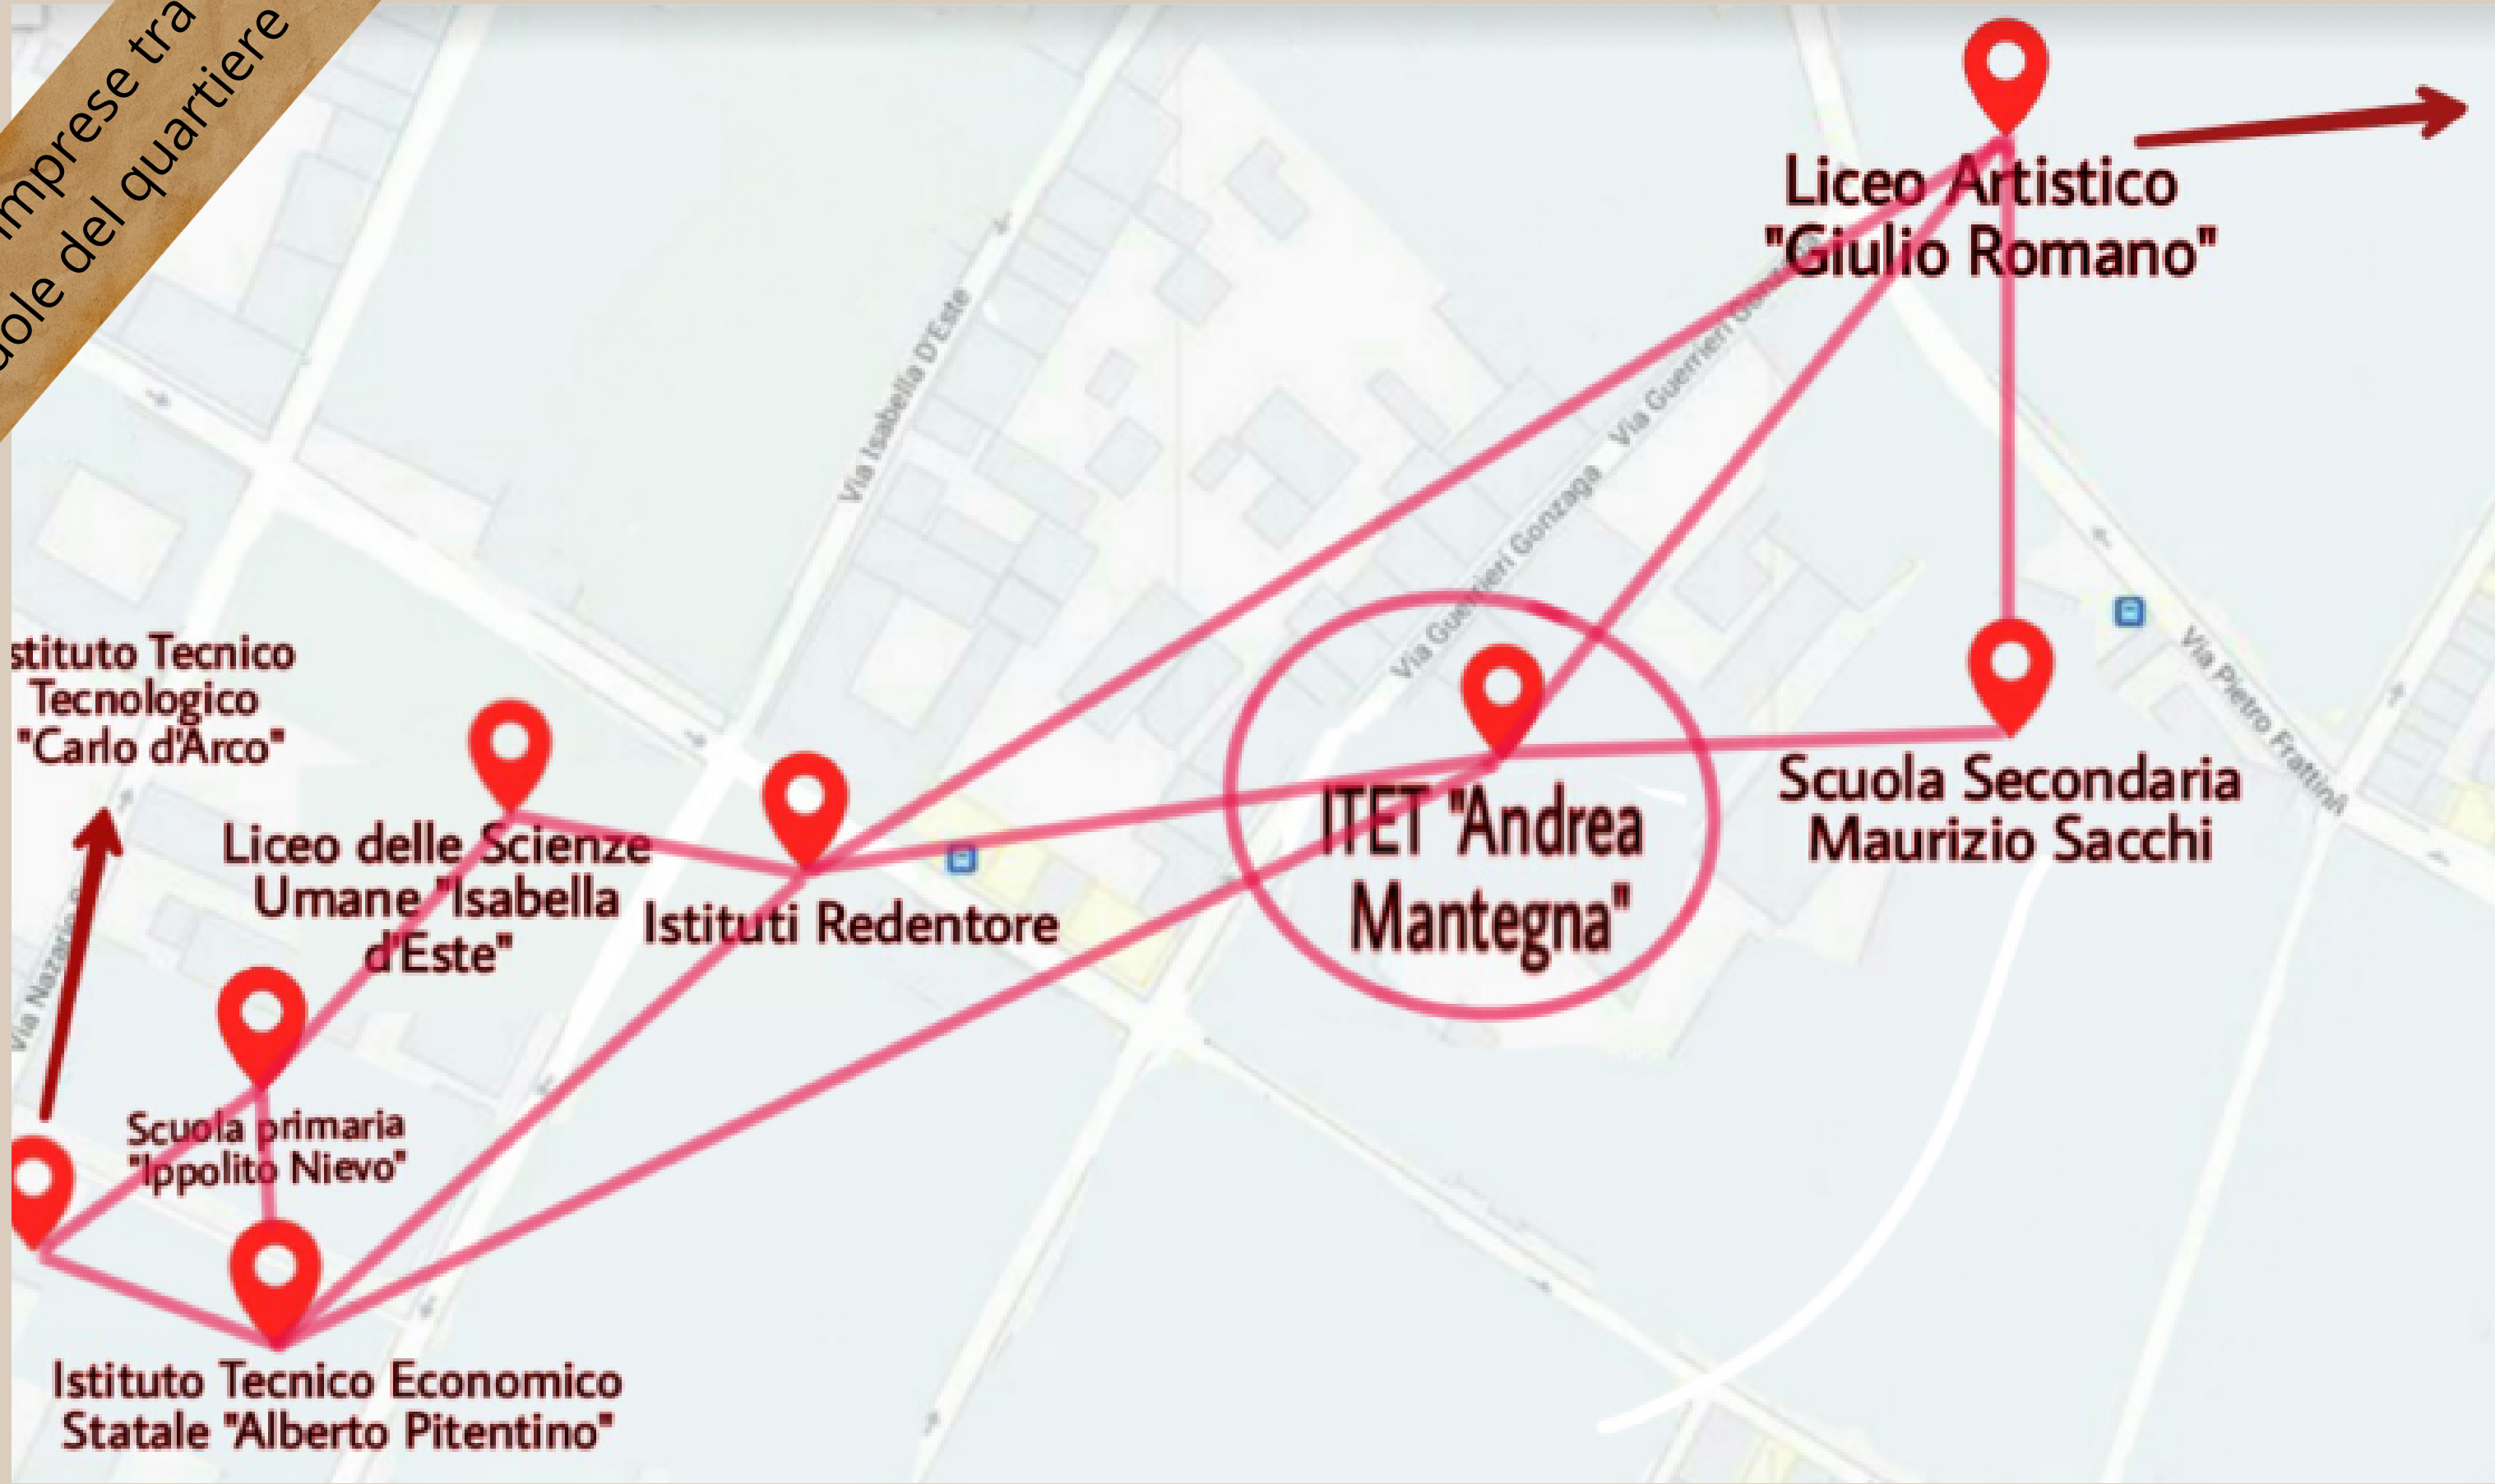 imprese tra
uole del quartiere
Liceo Artistico
"Giulio Romano"
Via Isabella D'Este
Via Guerrieri
Via Guerrieri Gonzaga
Via Pietro Frattini
stituto Tecnico
Tecnologico
"Carlo d'Arco"
Liceo delle Scienze
Umane "Isabella
d'Este"
Istituti Redentore
ITET "Andrea
Mantegna"
Scuola Secondaria
Maurizio Sacchi
Via Nazario
Scuola primaria
"Ippolito Nievo"
Istituto Tecnico Economico
Statale "Alberto Pitentino"